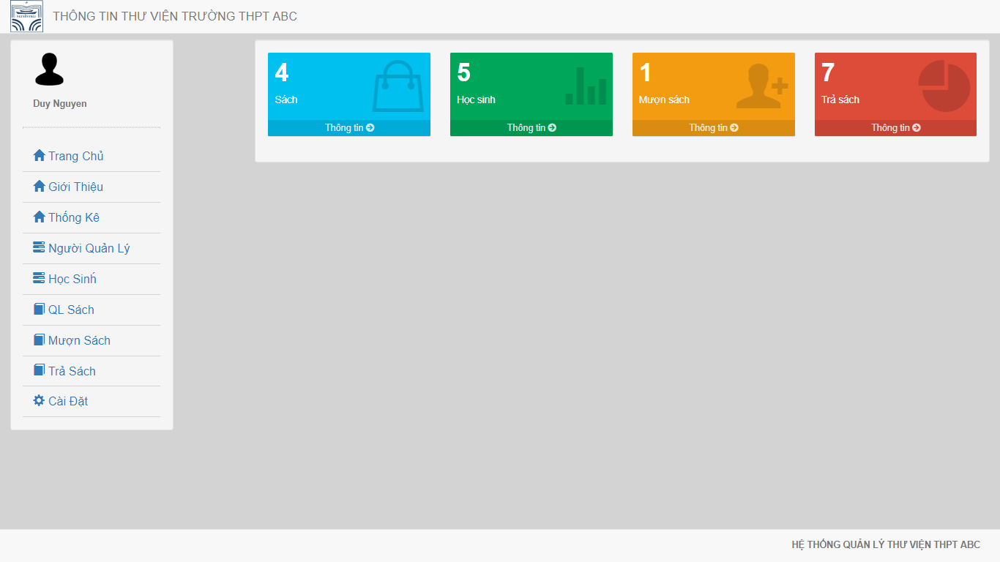 THÔNG TIN THƯ VIỆN TRƯỜNG THPT ABC
Duy Nguyen
Trang Chủ
Giới Thiệu
Thống Kê
Người Quản Lý
Học Sinh́
QL Sách
Mượn Sách
Trả Sách
Cài Đặt
4
Sách
Thông tin
5
Học sinh
Thông tin
1
Mượn sách
Thông tin
7
Trả sách
Thông tin
HỆ THỐNG QUẢN LÝ THƯ VIỆN THPT ABC